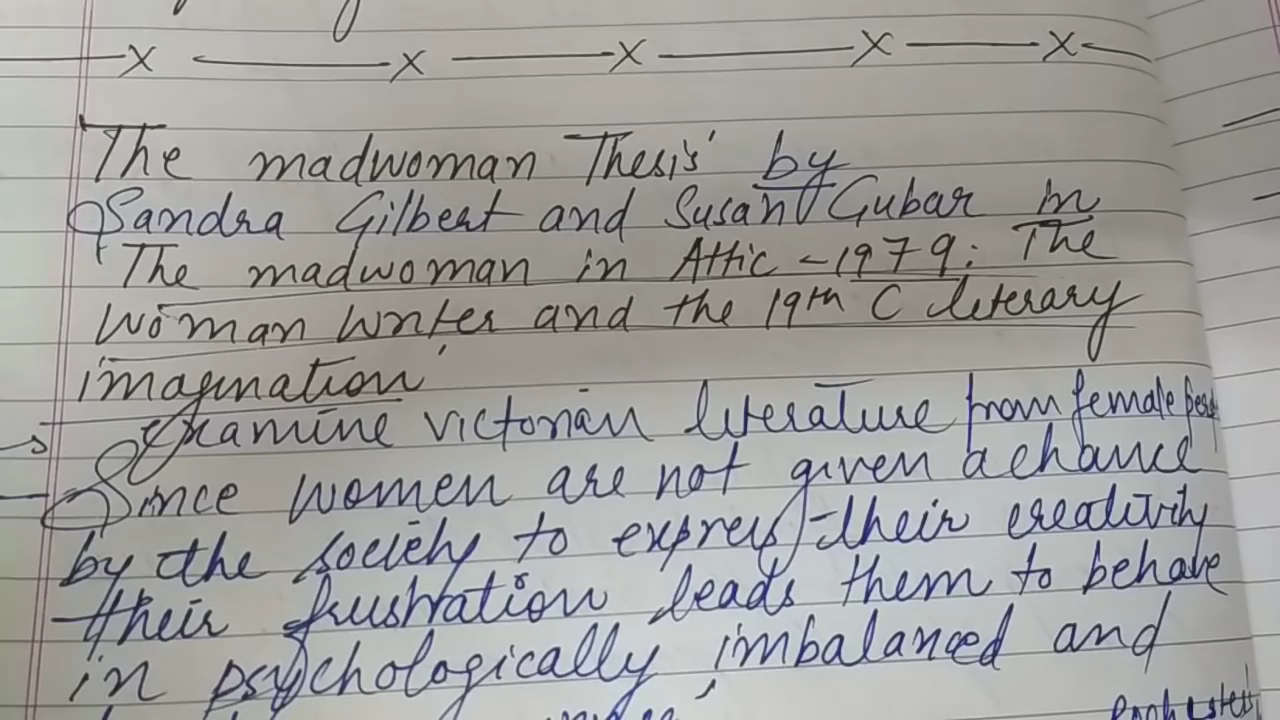 — x — x — x — x — x —
'The madwoman Thesis' by
Sandra Gilbert and Susan Gubar in
'The madwoman in Attic - 1979: The
Woman Writer and the 19th C literary
imagination'
→ examine victorian literature from female
— Since women are not given a chance
by the society to express their creativity
their frustration leads them to behave
in psychologically imbalanced and